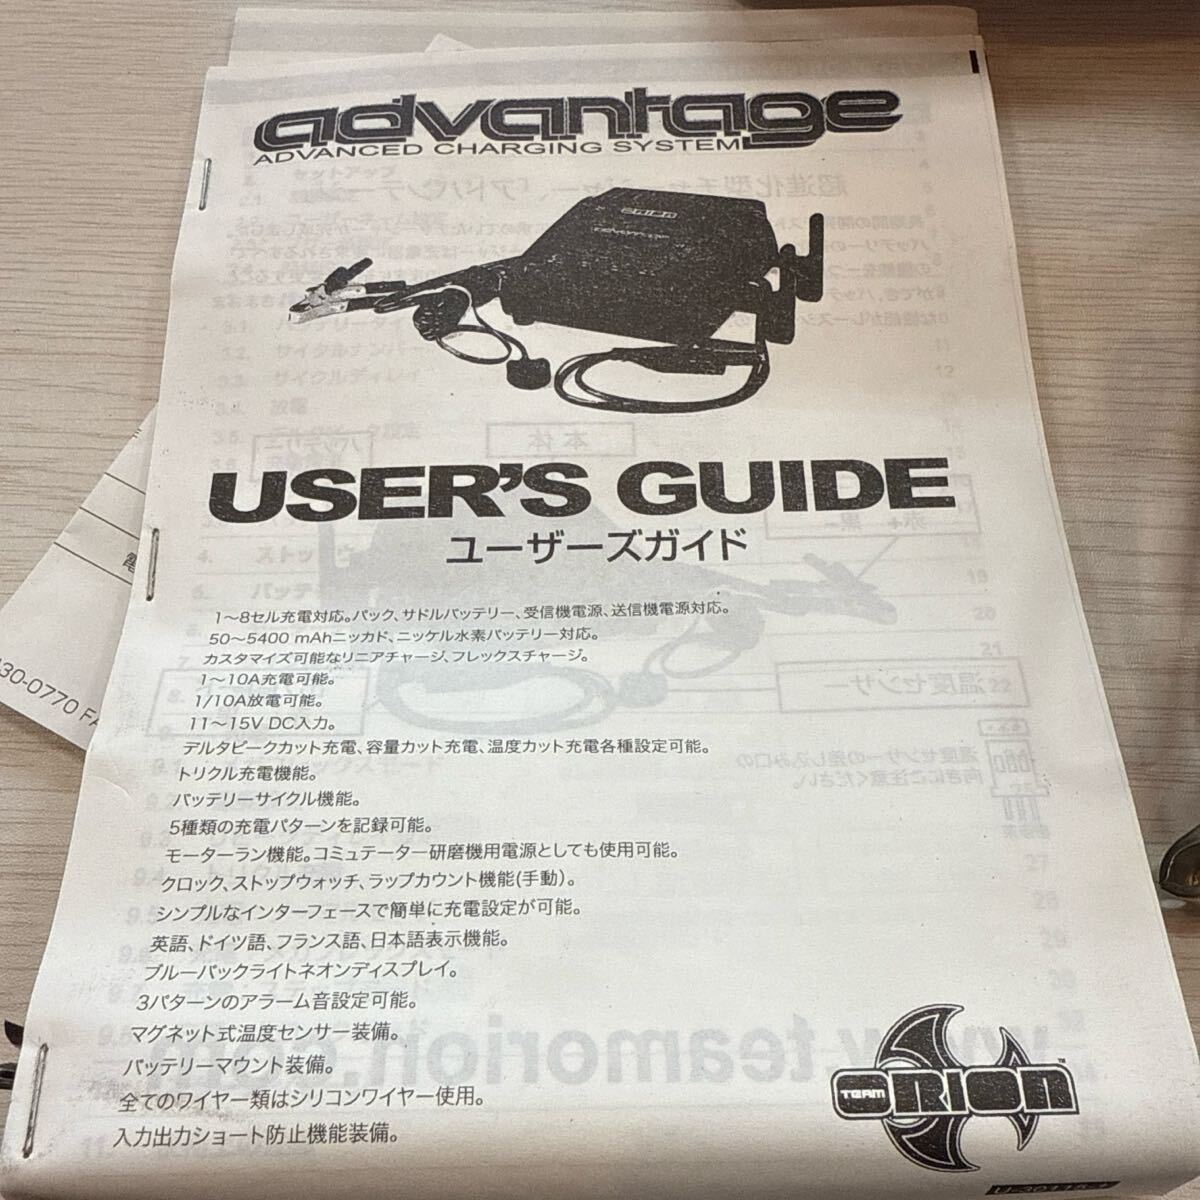 advantage
ADVANCED CHARGING SYSTEM
ORION
USER'S GUIDE
ユーザーズガイド
1〜8セル充電対応。パック、サドルバッテリー、受信機電源、送信機電源対応。
50〜5400 mAhニッカド、ニッケル水素バッテリー対応。
カスタマイズ可能なリニアチャージ、フレックスチャージ。
1〜10A充電可能。
1/10A放電可能。
11〜15V DC入力。
デルタピークカット充電、容量カット充電、温度カット充電各種設定可能。
トリクル充電機能。
バッテリーサイクル機能。
5種類の充電パターンを記録可能。
モーターラン機能。コミュテーター研磨機用電源としても使用可能。
クロック、ストップウォッチ、ラップカウント機能(手動)。
シンプルなインターフェースで簡単に充電設定が可能。
英語、ドイツ語、フランス語、日本語表示機能。
ブルーバックライトネオンディスプレイ。
3パターンのアラーム音設定可能。
マグネット式温度センサー装備。
バッテリーマウント装備。
全てのワイヤー類はシリコンワイヤー使用。
入力出力ショート防止機能装備。
TEAM ORION
TM
30-0770